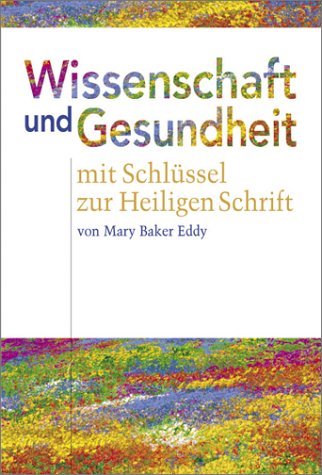 Wissenschaft
und Gesundheit
mit Schlüssel
zur Heiligen Schrift
von Mary Baker Eddy